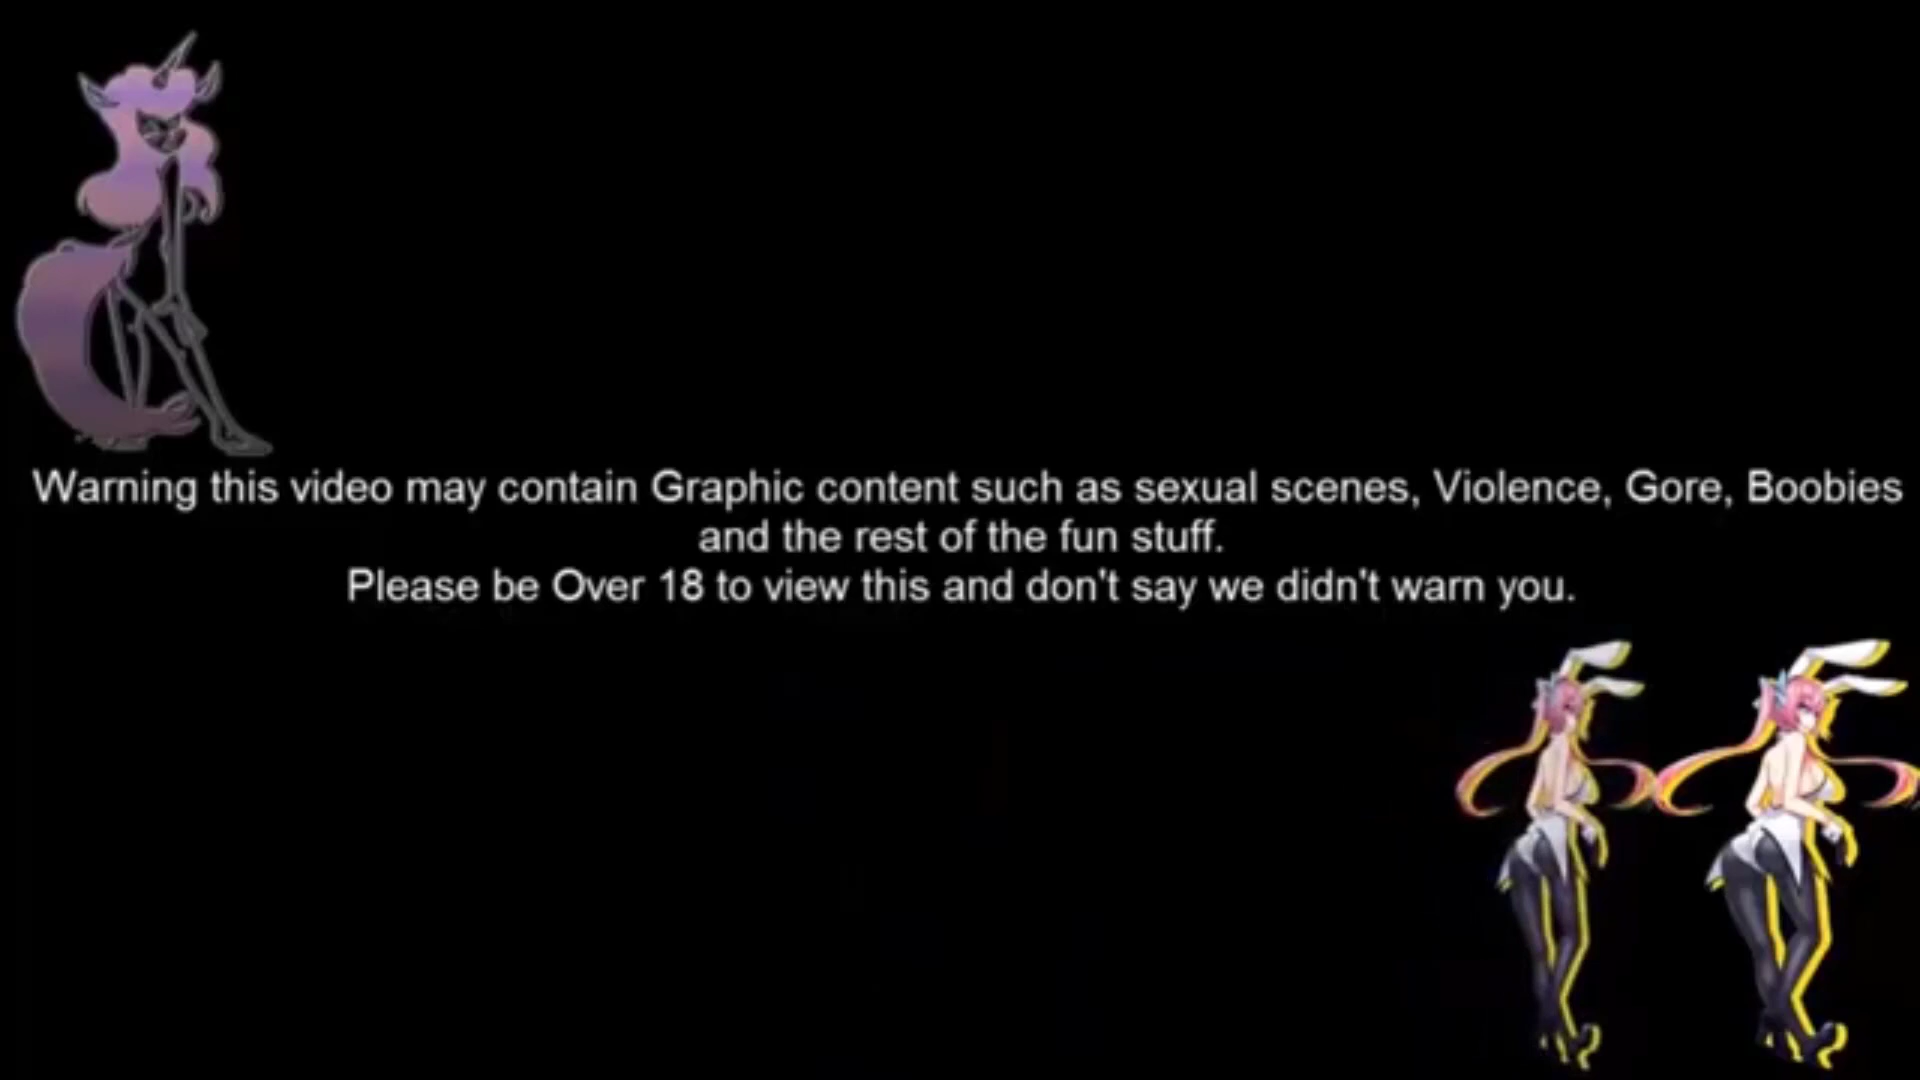 Warning this video may contain Graphic content such as sexual scenes, Violence, Gore, Boobies
and the rest of the fun stuff.
Please be Over 18 to view this and don't say we didn't warn you.